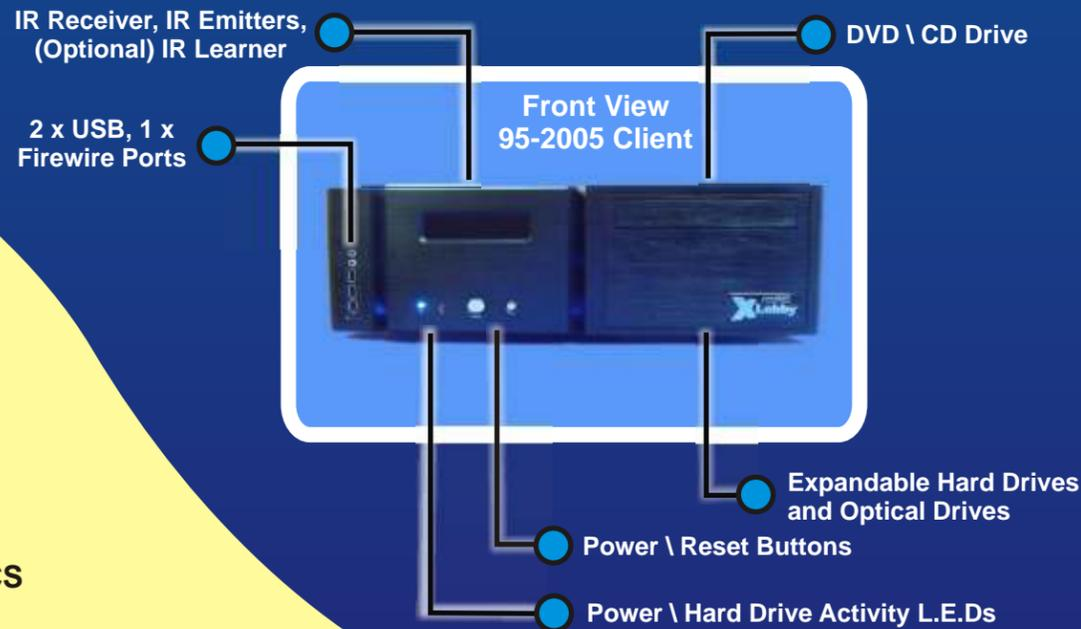 IR Receiver, IR Emitters,
(Optional) IR Learner
DVD \ CD Drive
2 x USB, 1 x
Firewire Ports
Front View
95-2005 Client
XLobby
Expandable Hard Drives
and Optical Drives
Power \ Reset Buttons
Power \ Hard Drive Activity L.E.Ds
cs